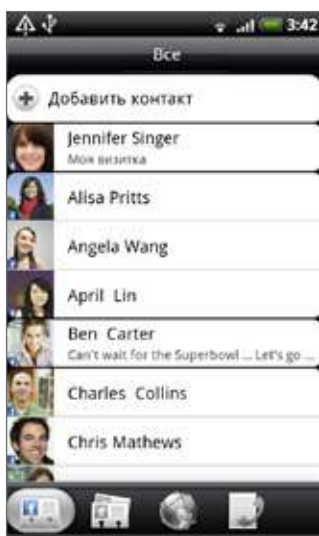 3:42
Все
Добавить контакт
Jennifer Singer
Моя визитка
Alisa Pritts
Angela Wang
April Lin
Ben Carter
Can't wait for the Superbowl ... Let's go ...
Charles Collins
Chris Mathews